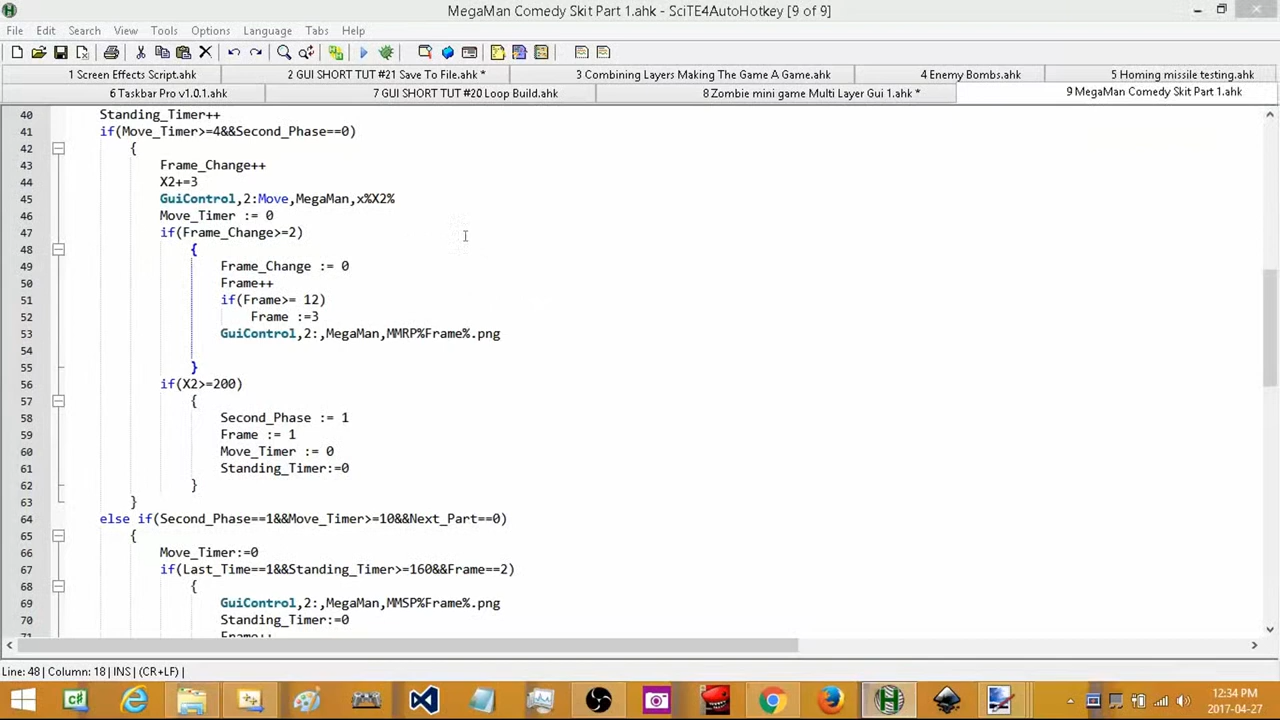 MegaMan Comedy Skit Part 1.ahk - SciTE4AutoHotkey [9 of 9]
File Edit Search View Tools Options Language Tabs Help
1 Screen Effects Script.ahk 2 GUI SHORT TUT #21 Save To File.ahk * 3 Combining Layers Making The Game A Game.ahk 4 Enemy Bombs.ahk 5 Homing missile testing.ahk
6 Taskbar Pro v1.0.1.ahk 7 GUI SHORT TUT #20 Loop Build.ahk 8 Zombie mini game Multi Layer Gui 1.ahk * 9 MegaMan Comedy Skit Part 1.ahk
40 Standing_Timer++
41 if(Move_Timer>=4&&Second_Phase==0)
42 {
43 Frame_Change++
44 X2+=3
45 GuiControl,2:Move,MegaMan,x%X2%
46 Move_Timer := 0
47 if(Frame_Change>=2)
48 {
49 Frame_Change := 0
50 Frame++
51 if(Frame>= 12)
52 Frame :=3
53 GuiControl,2:,MegaMan,MMRP%Frame%.png
54
55 }
56 if(X2>=200)
57 {
58 Second_Phase := 1
59 Frame := 1
60 Move_Timer := 0
61 Standing_Timer:=0
62 }
63 }
64 else if(Second_Phase==1&&Move_Timer>=10&&Next_Part==0)
65 {
66 Move_Timer:=0
67 if(Last_Time==1&&Standing_Timer>=160&&Frame==2)
68 {
69 GuiControl,2:,MegaMan,MMSP%Frame%.png
70 Standing_Timer:=0
71 Frame++
Line: 48 | Column: 18 | INS | (CR+LF) |
12:34 PM
2017-04-27